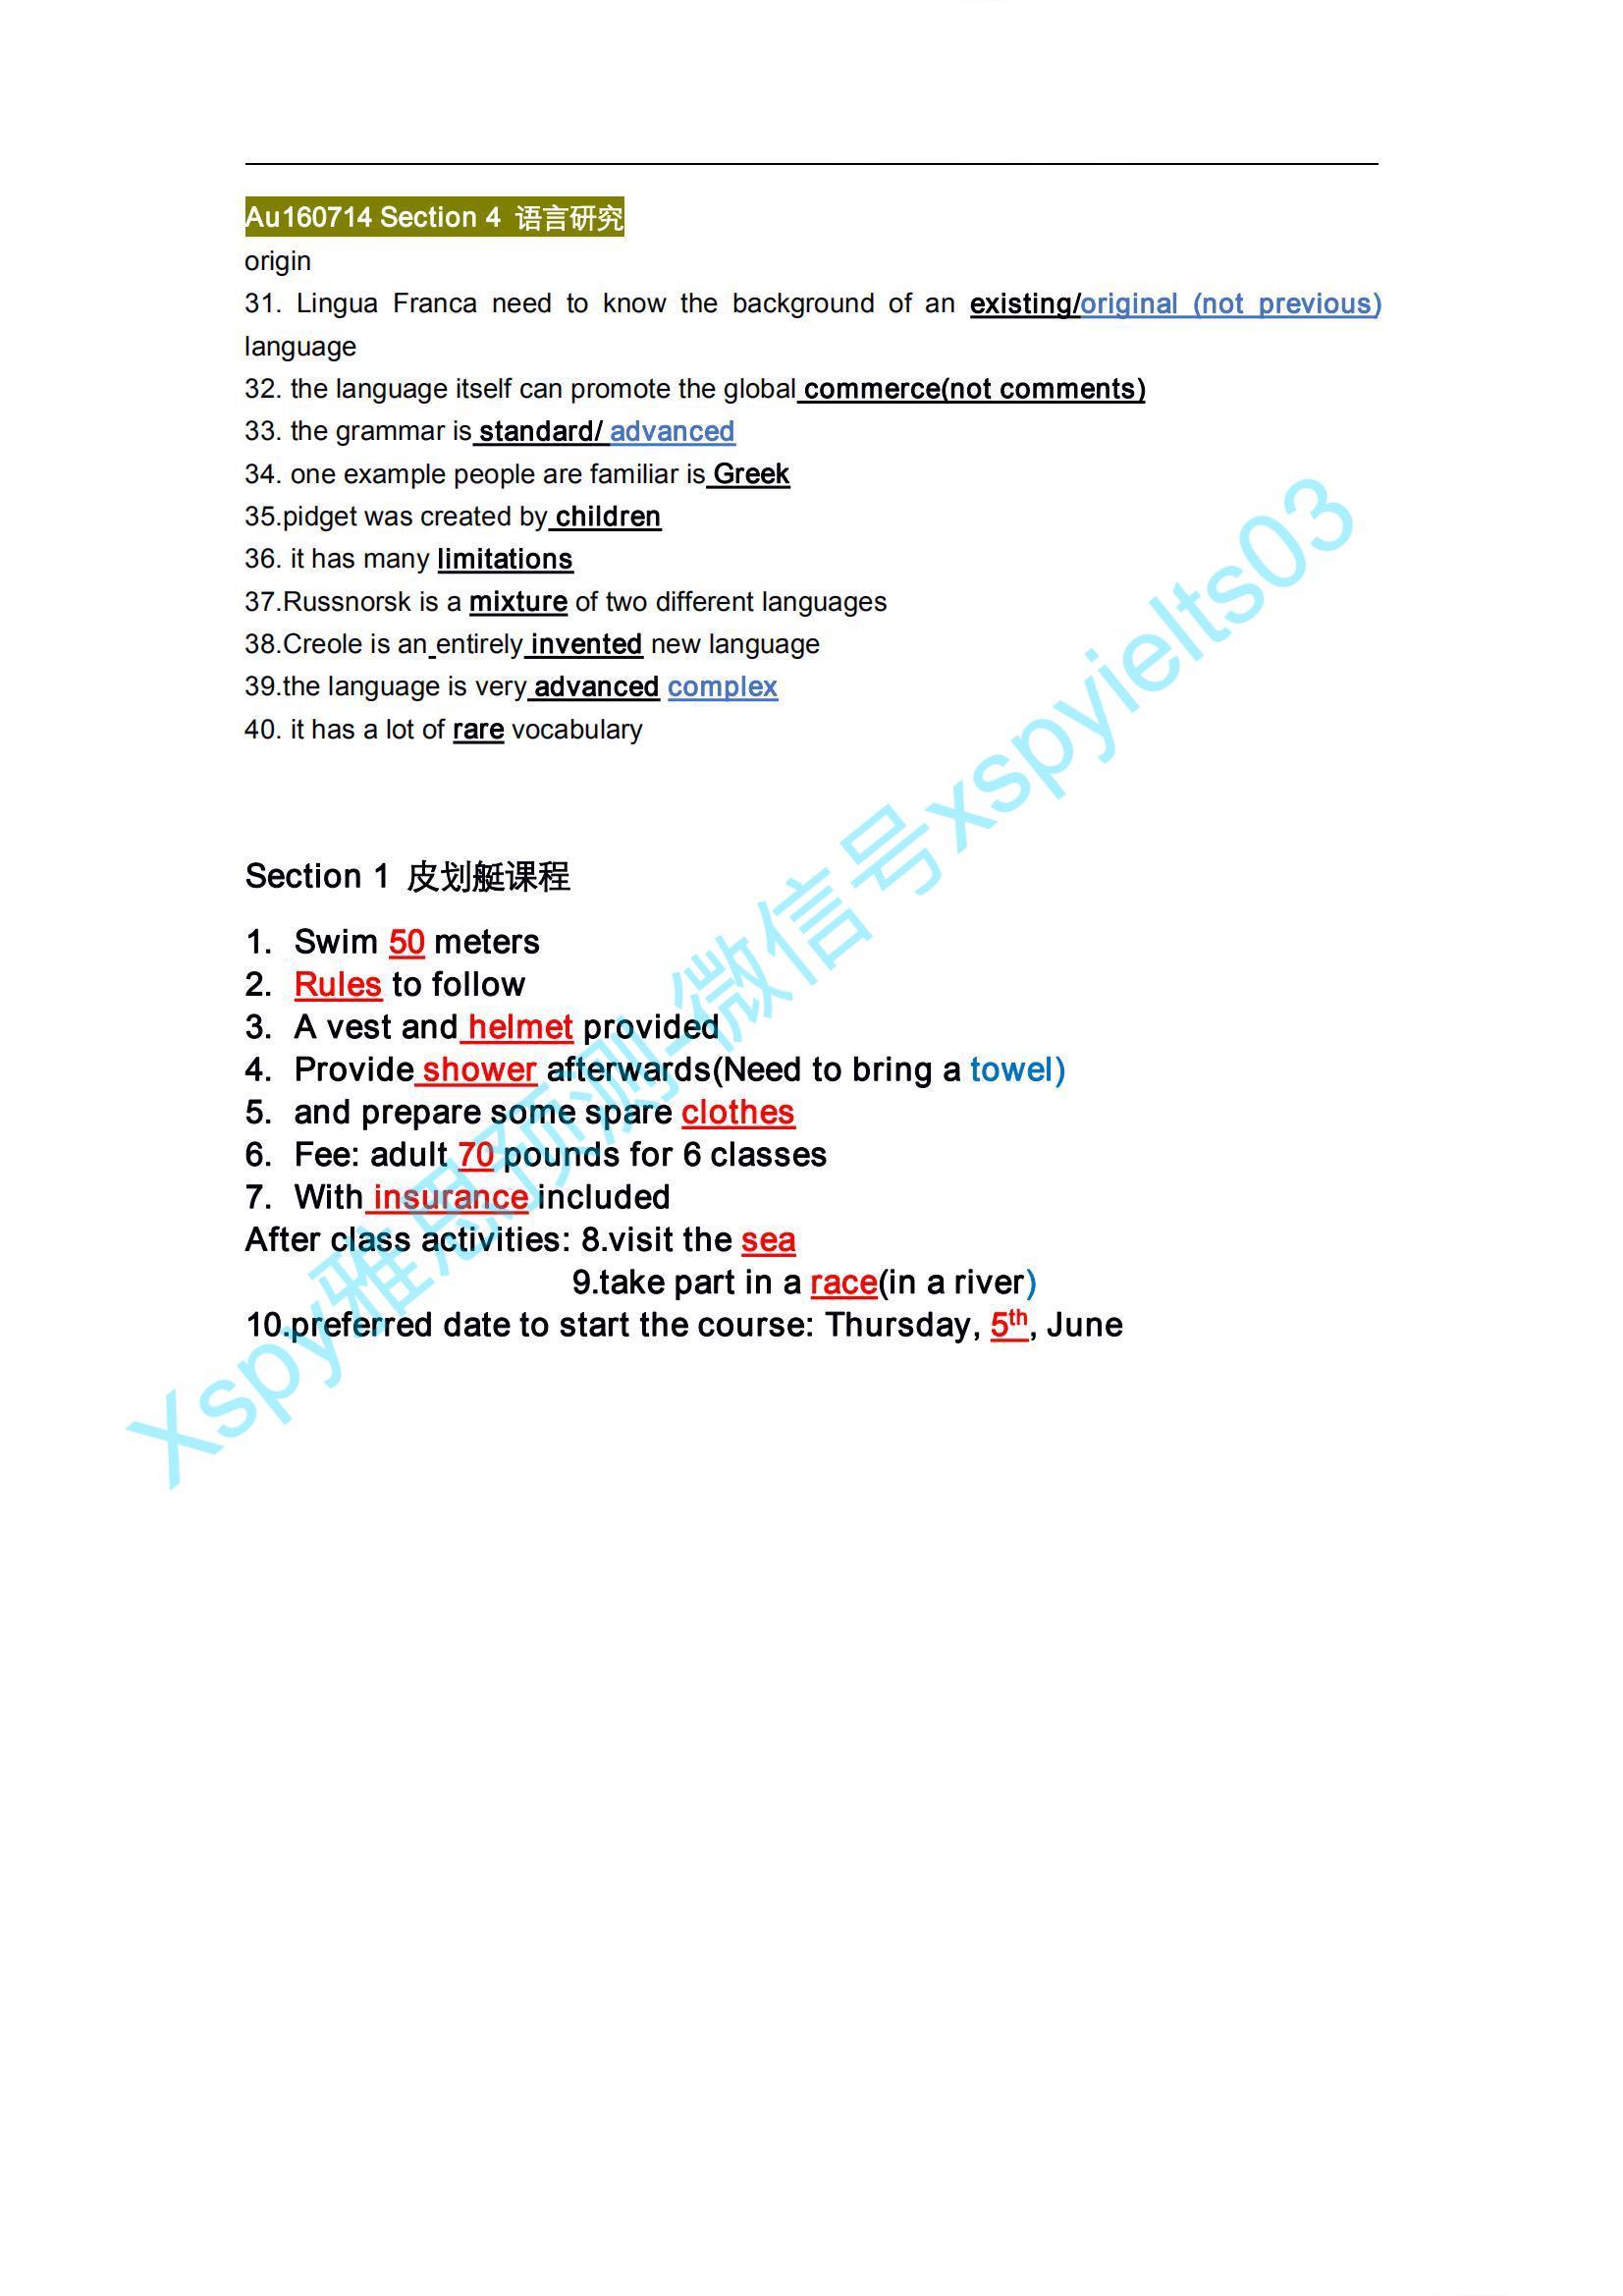 Au160714 Section 4 语言研究
origin
31. Lingua Franca need to know the background of an existing/original (not previous)
language
32. the language itself can promote the global commerce(not comments)
33. the grammar is standard/ advanced
34. one example people are familiar is Greek
35.pidget was created by children
36. it has many limitations
37.Russnorsk is a mixture of two different languages
38.Creole is an entirely invented new language
39.the language is very advanced complex
40. it has a lot of rare vocabulary
Section 1 皮划艇课程
1. Swim 50 meters
2. Rules to follow
3. A vest and helmet provided
4. Provide shower afterwards(Need to bring a towel)
5. and prepare some spare clothes
6. Fee: adult 70 pounds for 6 classes
7. With insurance included
After class activities: 8.visit the sea
9.take part in a race(in a river)
10.preferred date to start the course: Thursday, 5th, June
Xspy雅思预测-微信号xspyielts03